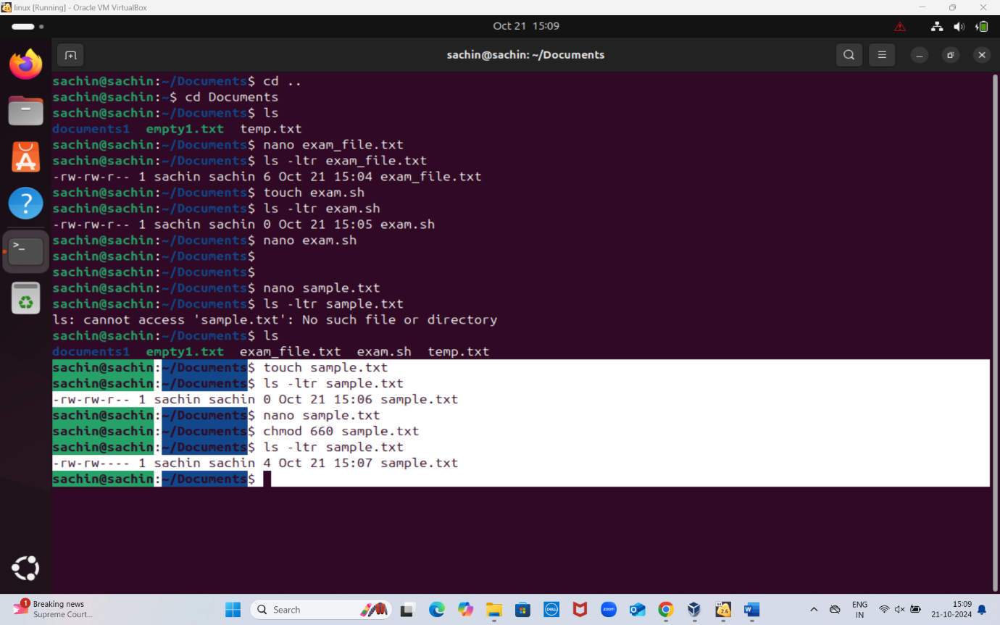 linux [Running] - Oracle VM VirtualBox
Oct 21 15:09
sachin@sachin: ~/Documents
sachin@sachin:~/Documents$ cd ..
sachin@sachin:~$ cd Documents
sachin@sachin:~/Documents$ ls
documents1  empty1.txt  temp.txt
sachin@sachin:~/Documents$ nano exam_file.txt
sachin@sachin:~/Documents$ ls -ltr exam_file.txt
-rw-rw-r-- 1 sachin sachin 6 Oct 21 15:04 exam_file.txt
sachin@sachin:~/Documents$ touch exam.sh
sachin@sachin:~/Documents$ ls -ltr exam.sh
-rw-rw-r-- 1 sachin sachin 0 Oct 21 15:05 exam.sh
sachin@sachin:~/Documents$ nano exam.sh
sachin@sachin:~/Documents$
sachin@sachin:~/Documents$
sachin@sachin:~/Documents$ nano sample.txt
sachin@sachin:~/Documents$ ls -ltr sample.txt
ls: cannot access 'sample.txt': No such file or directory
sachin@sachin:~/Documents$ ls
documents1  empty1.txt  exam_file.txt  exam.sh  temp.txt
sachin@sachin:~/Documents$ touch sample.txt
sachin@sachin:~/Documents$ ls -ltr sample.txt
-rw-rw-r-- 1 sachin sachin 0 Oct 21 15:06 sample.txt
sachin@sachin:~/Documents$ nano sample.txt
sachin@sachin:~/Documents$ chmod 660 sample.txt
sachin@sachin:~/Documents$ ls -ltr sample.txt
-rw-rw---- 1 sachin sachin 4 Oct 21 15:07 sample.txt
sachin@sachin:~/Documents$
1 Breaking news
Supreme Court...
Search
DELL
zoom
2.6
W
ENG
IN
15:09
21-10-2024